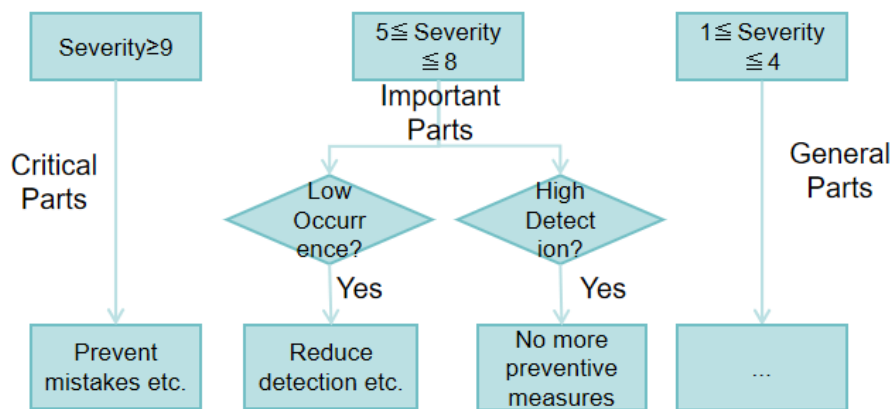 Severity≥9
5≦ Severity
≦ 8
1≦ Severity
≦ 4
Important
Parts
Critical
Parts
General
Parts
Low
Occurr
ence?
High
Detect
ion?
Yes
Yes
Prevent
mistakes etc.
Reduce
detection etc.
No more
preventive
measures
...